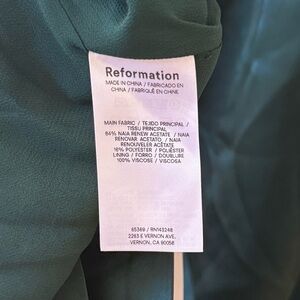 Reformation
MADE IN CHINA / FABRICADO EN
CHINA / FABRIQUÉ EN CHINE
MAIN FABRIC / TEJIDO PRINCIPAL /
TISSU PRINCIPAL
84% NAIA RENEW ACETATE / NAIA
RENOVAR ACETATO / NAIA
RENOUVELER ACÉTATE
16% POLYESTER / POLIÉSTER
LINING / FORRO / DOUBLURE
100% VISCOSE / VISCOSA
65369 / RN143248
2263 E VERNON AVE.
VERNON, CA 90058